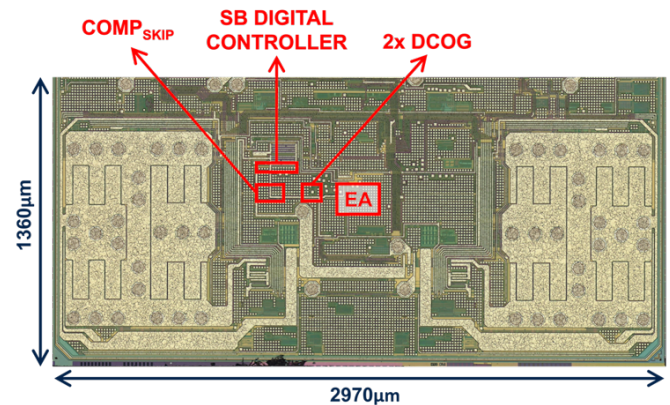 COMPSKIP
SB DIGITAL
CONTROLLER
2x DCOG
EA
1360µm
2970µm